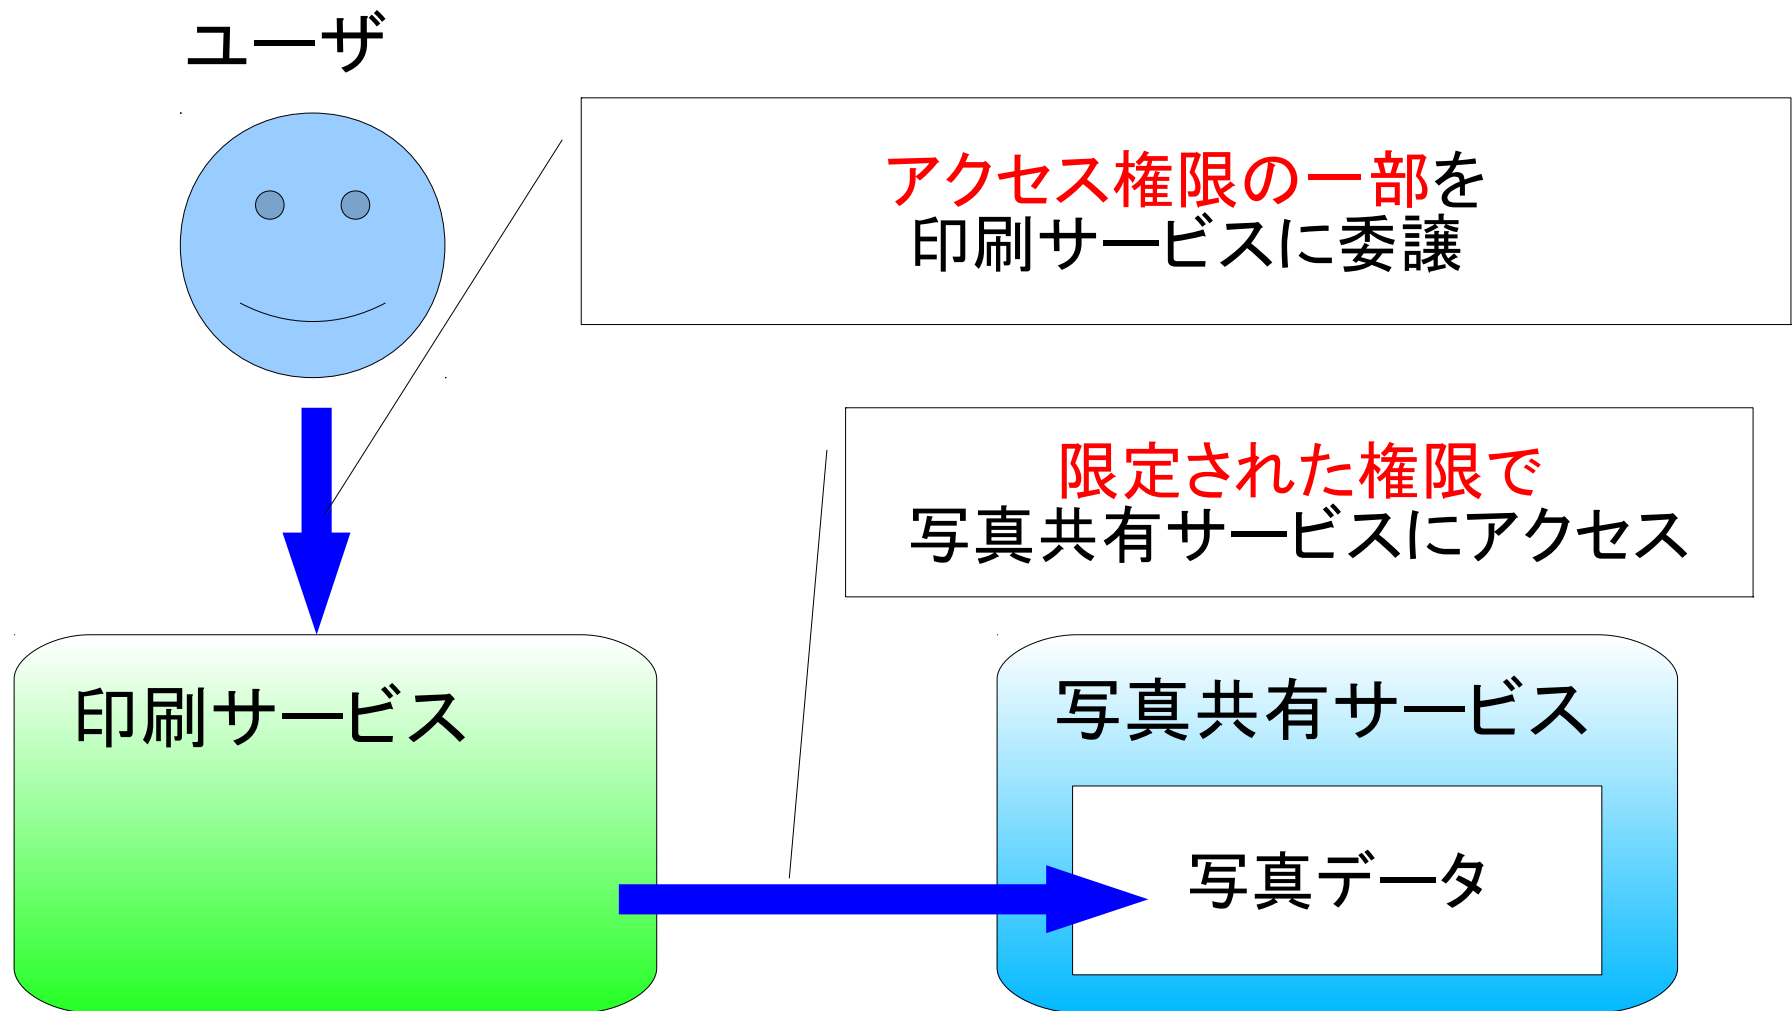 ユーザ
アクセス権限の一部を
印刷サービスに委譲
限定された権限で
写真共有サービスにアクセス
印刷サービス
写真共有サービス
写真データ